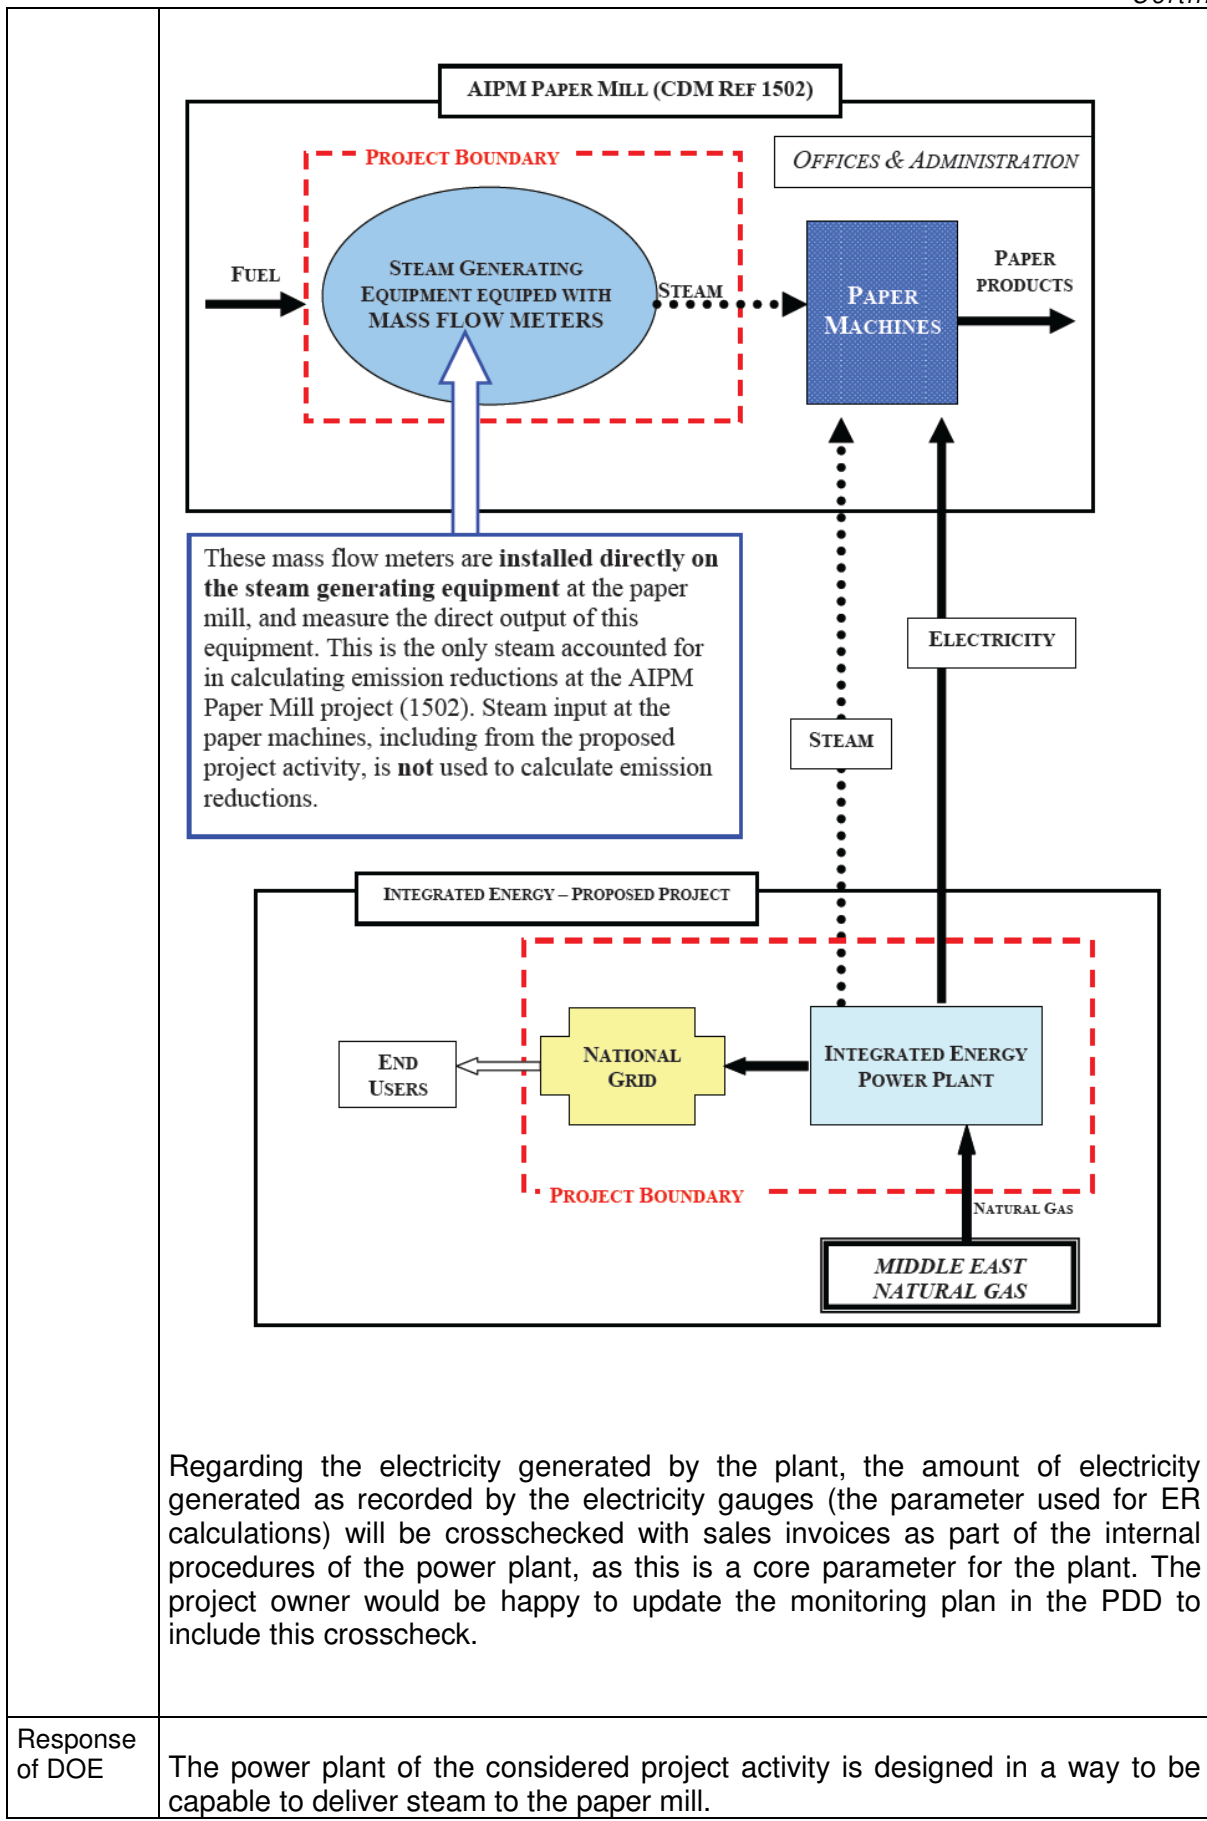 AIPM PAPER MILL (CDM REF 1502)
PROJECT BOUNDARY
OFFICES & ADMINISTRATION
FUEL
STEAM GENERATING
EQUIPMENT EQUIPED WITH
MASS FLOW METERS
STEAM
PAPER
MACHINES
PAPER
PRODUCTS
These mass flow meters are installed directly on
the steam generating equipment at the paper
mill, and measure the direct output of this
equipment. This is the only steam accounted for
in calculating emission reductions at the AIPM
Paper Mill project (1502). Steam input at the
paper machines, including from the proposed
project activity, is not used to calculate emission
reductions.
ELECTRICITY
STEAM
INTEGRATED ENERGY – PROPOSED PROJECT
END
USERS
NATIONAL
GRID
INTEGRATED ENERGY
POWER PLANT
PROJECT BOUNDARY
NATURAL GAS
MIDDLE EAST
NATURAL GAS
Regarding the electricity generated by the plant, the amount of electricity
generated as recorded by the electricity gauges (the parameter used for ER
calculations) will be crosschecked with sales invoices as part of the internal
procedures of the power plant, as this is a core parameter for the plant. The
project owner would be happy to update the monitoring plan in the PDD to
include this crosscheck.
Response
of DOE
The power plant of the considered project activity is designed in a way to be
capable to deliver steam to the paper mill.